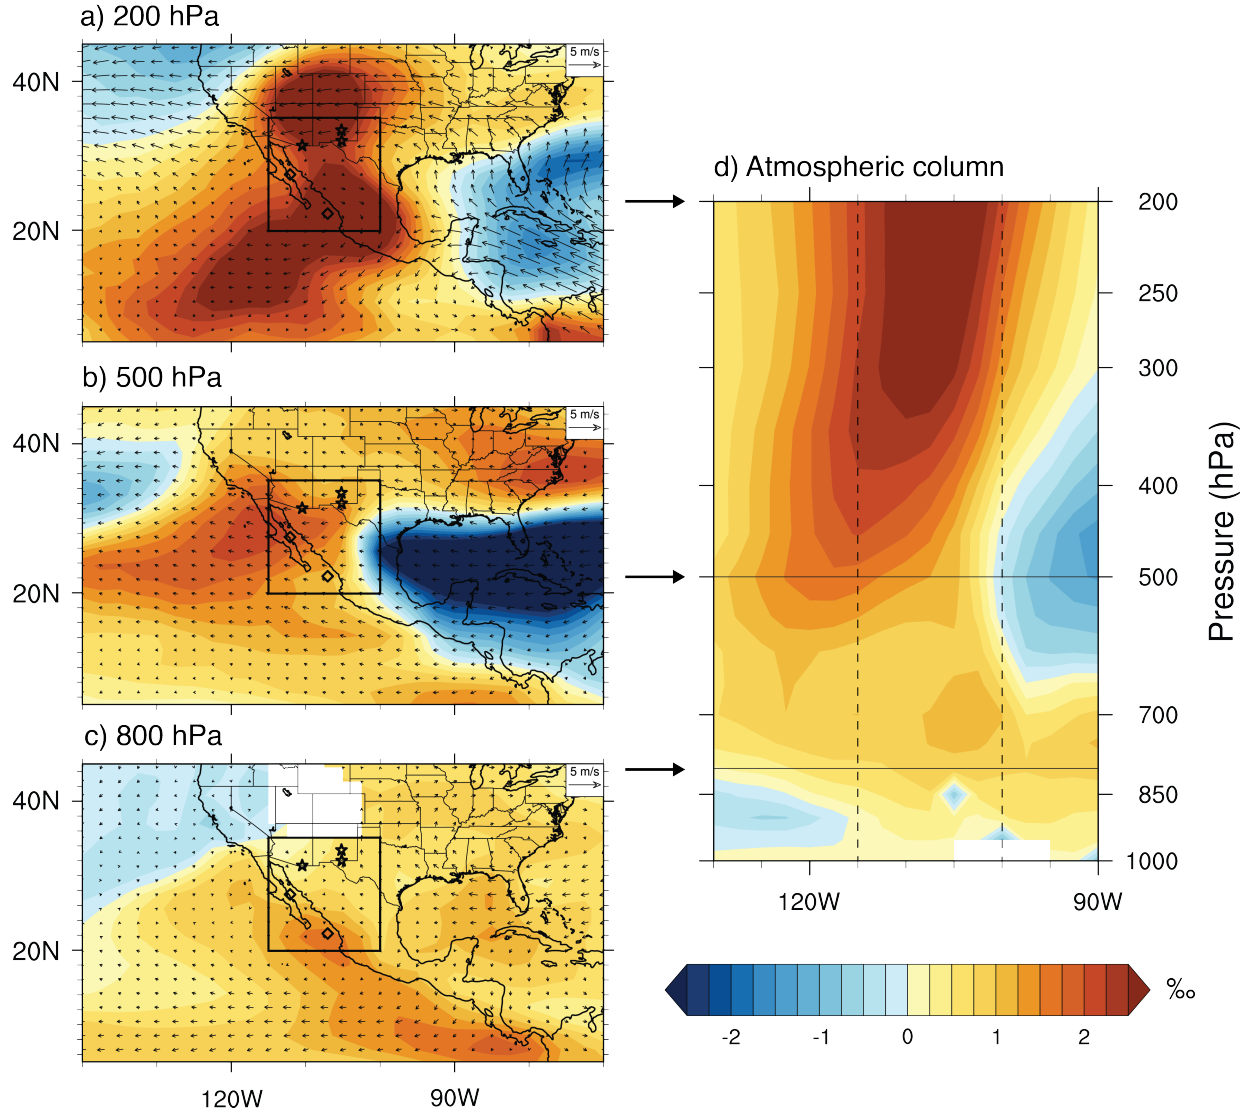 a) 200 hPa
5 m/s
40N
20N
b) 500 hPa
5 m/s
40N
20N
c) 800 hPa
5 m/s
40N
20N
120W
90W
d) Atmospheric column
200
250
300
400
500
700
850
1000
Pressure (hPa)
120W
90W
-2
-1
0
1
2
‰